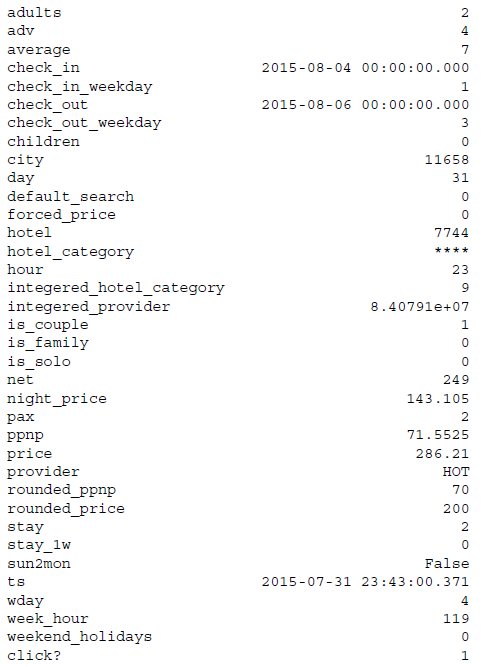 adults 2
adv 4
average 7
check_in 2015-08-04 00:00:00.000
check_in_weekday 1
check_out 2015-08-06 00:00:00.000
check_out_weekday 3
children 0
city 11658
day 31
default_search 0
forced_price 0
hotel 7744
hotel_category ****
hour 23
integered_hotel_category 9
integered_provider 8.40791e+07
is_couple 1
is_family 0
is_solo 0
net 249
night_price 143.105
pax 2
ppnp 71.5525
price 286.21
provider HOT
rounded_ppnp 70
rounded_price 200
stay 2
stay_1w 0
sun2mon False
ts 2015-07-31 23:43:00.371
wday 4
week_hour 119
weekend_holidays 0
click? 1